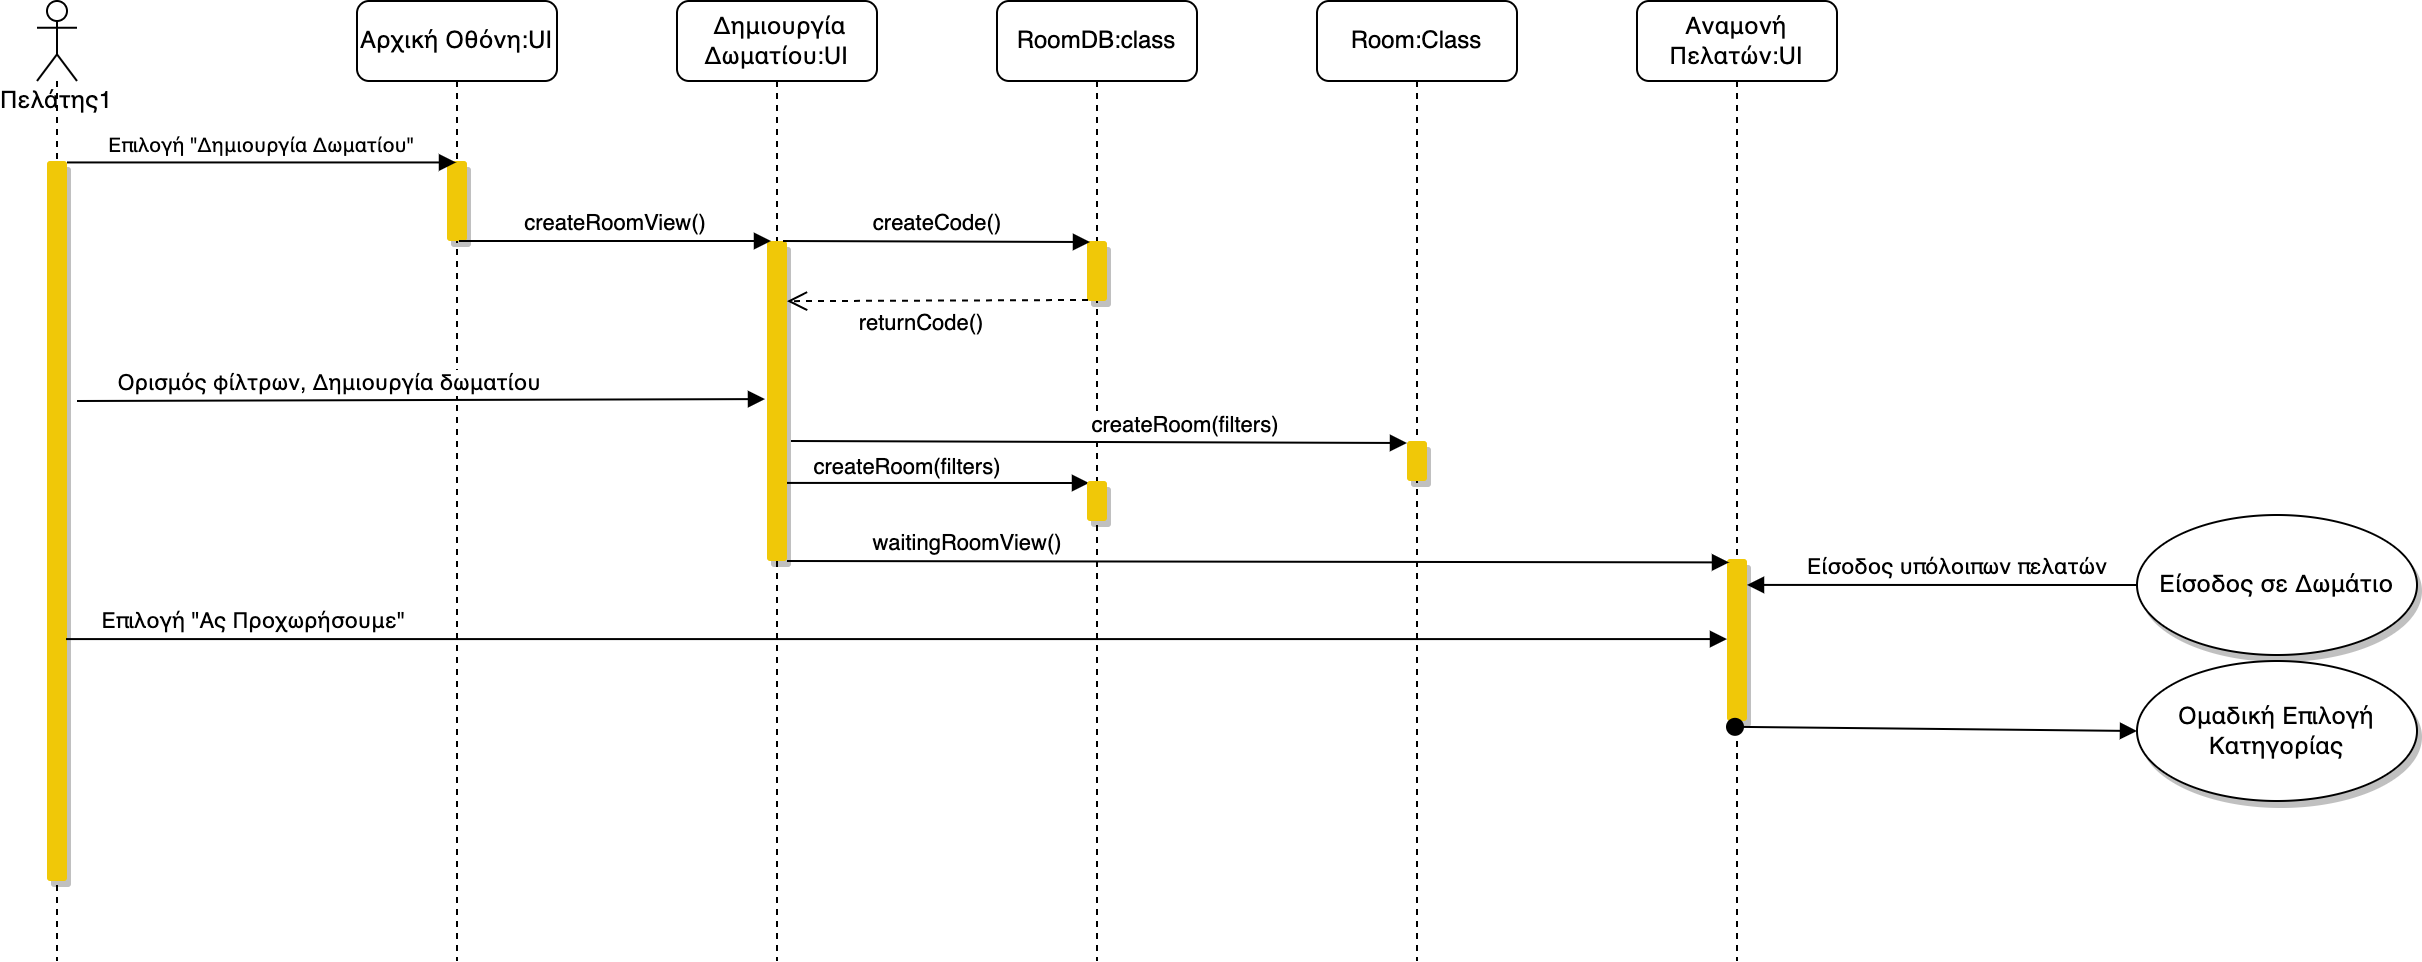 Πελάτης1
Αρχική Οθόνη:UI
Δημιουργία
Δωματίου:UI
RoomDB:class
Room:Class
Αναμονή
Πελατών:UI
Επιλογή "Δημιουργία Δωματίου"
createRoomView()
createCode()
returnCode()
Ορισμός φίλτρων, Δημιουργία δωματίου
createRoom(filters)
createRoom(filters)
waitingRoomView()
Είσοδος υπόλοιπων πελατών
Είσοδος σε Δωμάτιο
Επιλογή "Ας Προχωρήσουμε"
Ομαδική Επιλογή
Κατηγορίας